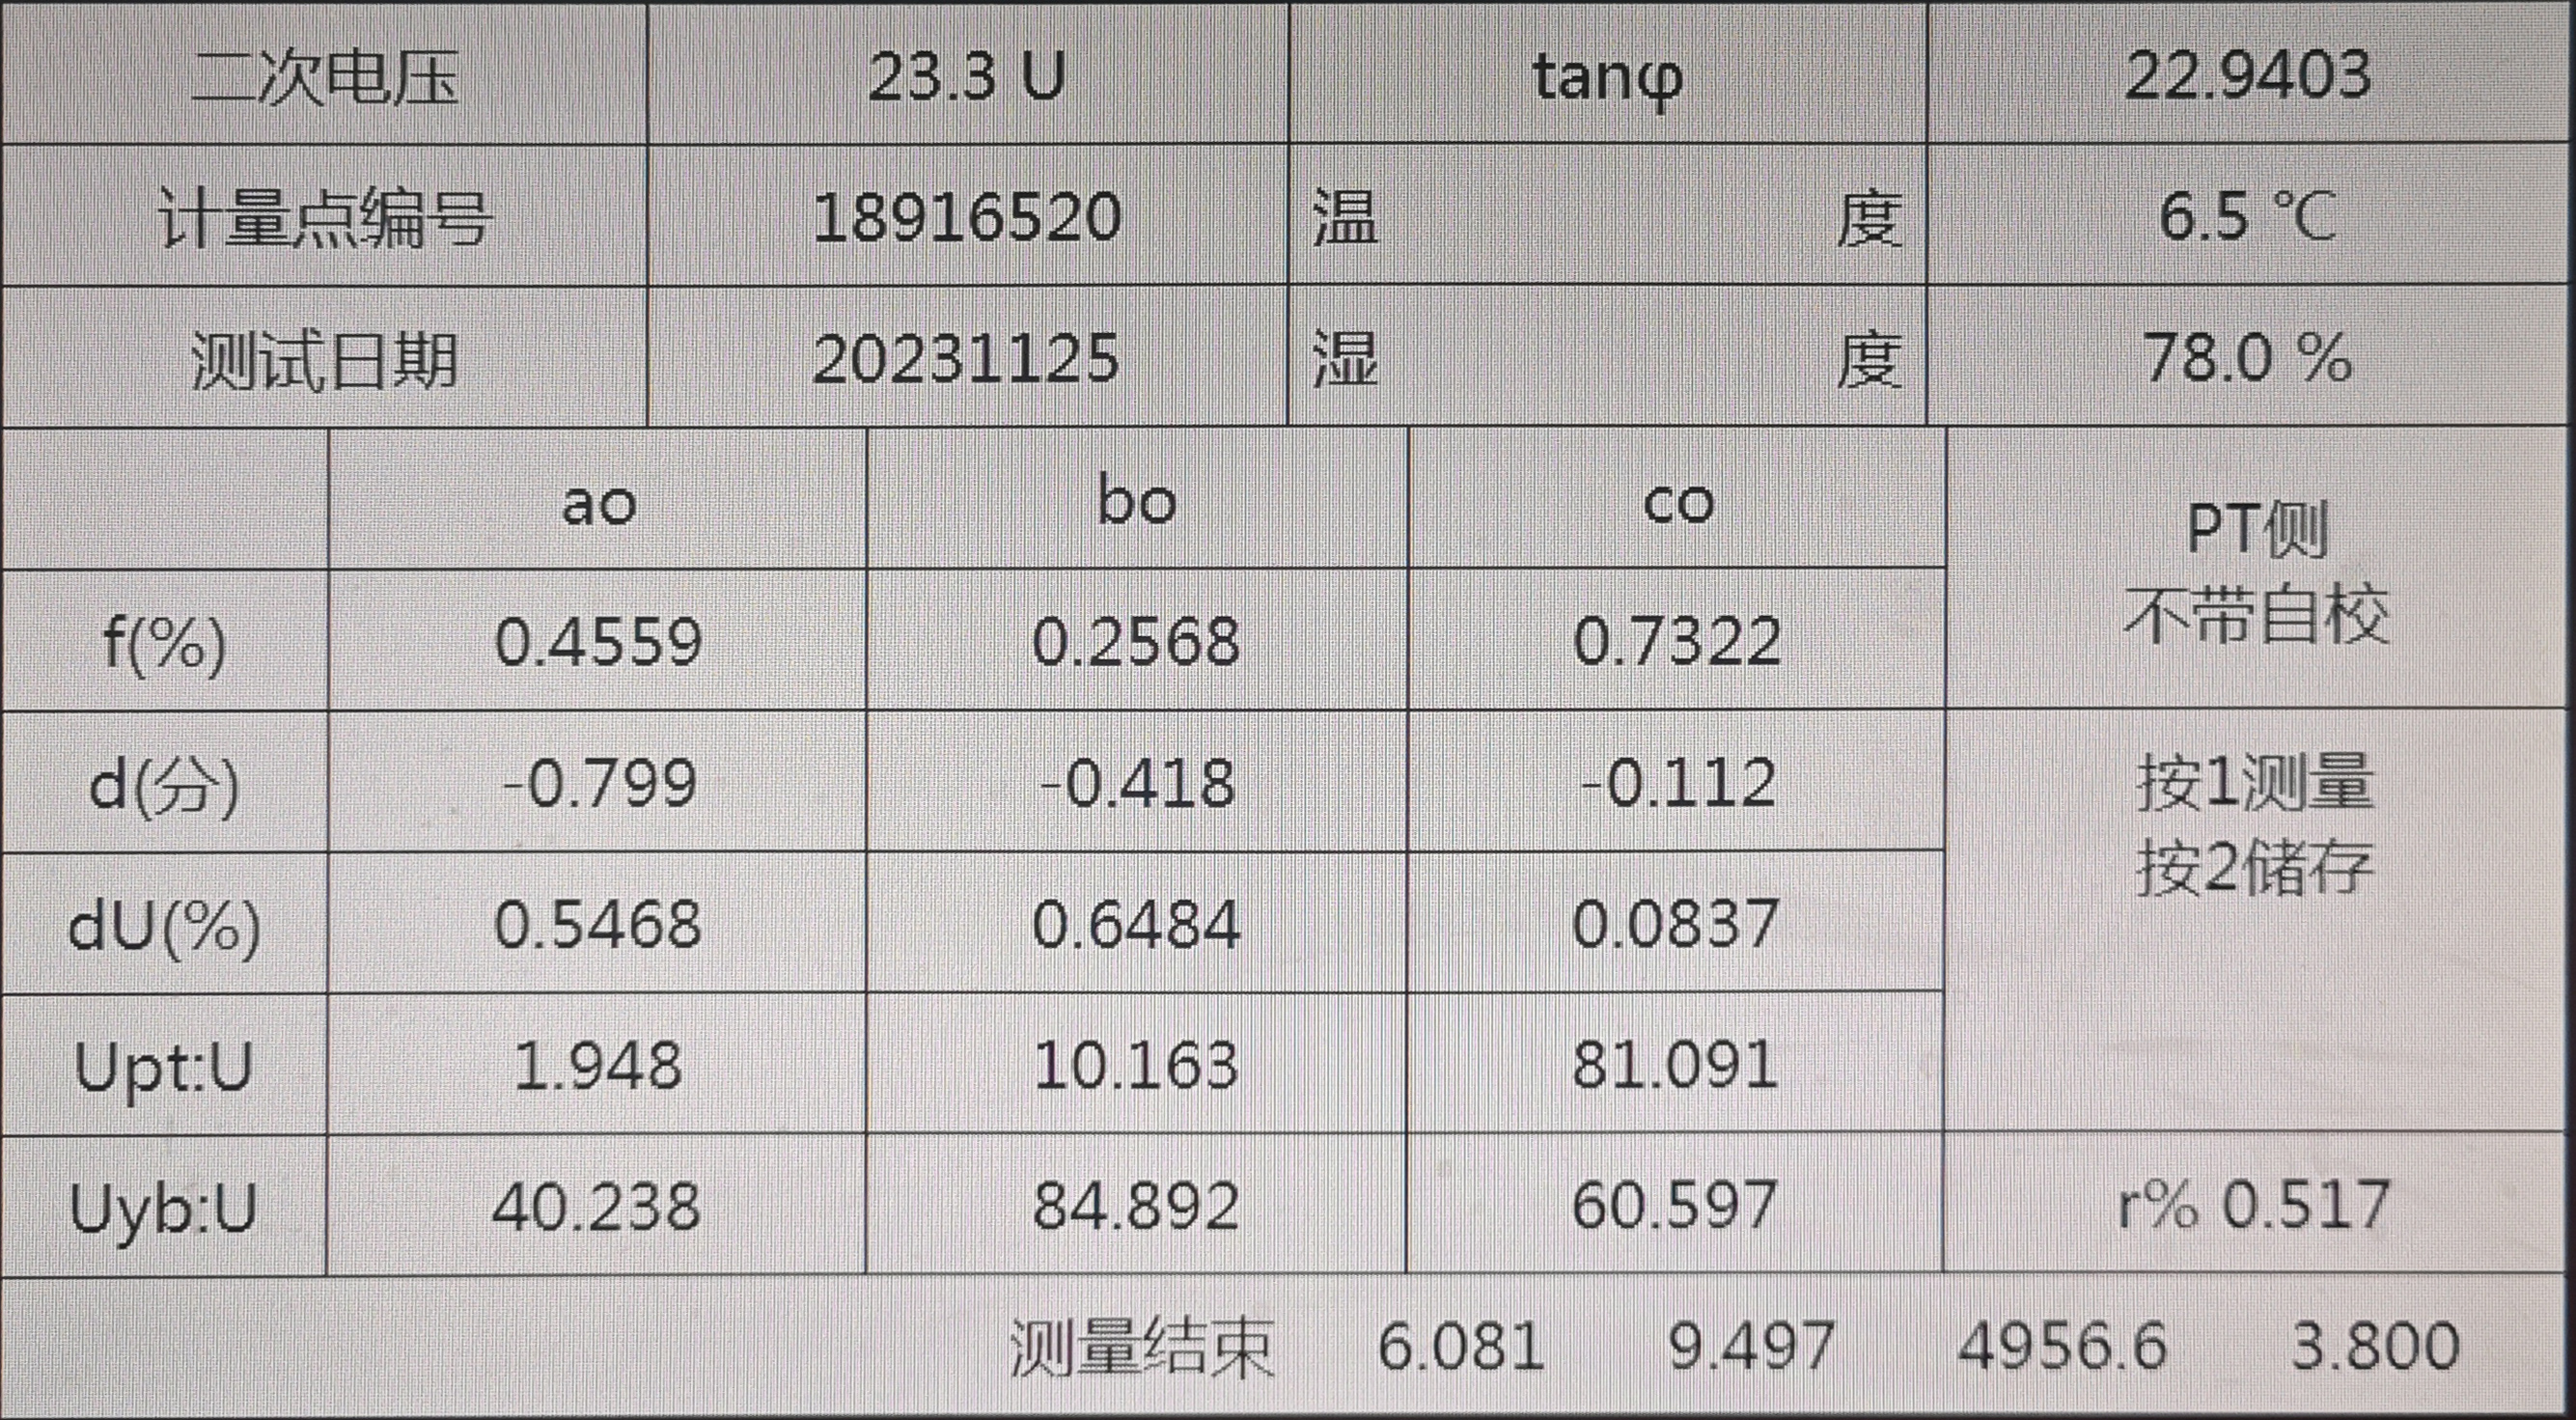 二次电压 23.3 U tanφ 22.9403
计量点编号 18916520 温 度 6.5 ℃
测试日期 20231125 湿 度 78.0 %
ao bo co
PT侧
不带自校
f(%) 0.4559 0.2568 0.7322
d(分) -0.799 -0.418 -0.112
按1测量
按2储存
dU(%) 0.5468 0.6484 0.0837
Upt:U 1.948 10.163 81.091
Uyb:U 40.238 84.892 60.597 r% 0.517
测量结束 6.081 9.497 4956.6 3.800